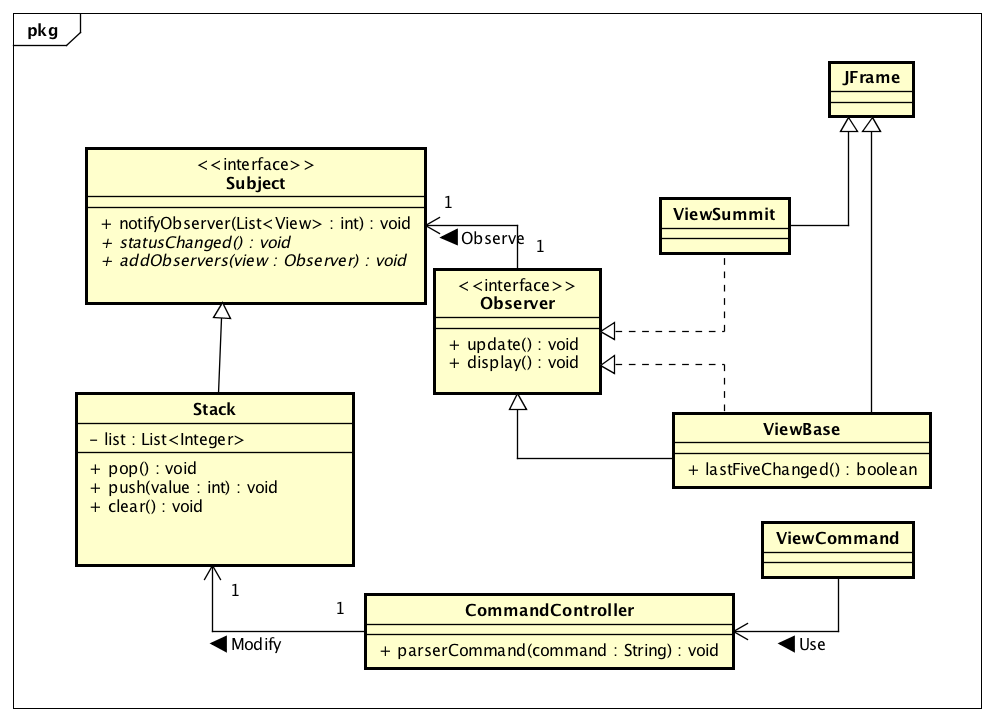 pkg
JFrame
<<interface>>
Subject
+ notifyObserver(List<View> : int) : void
+ statusChanged() : void
+ addObservers(view : Observer) : void
1
Observe
1
ViewSummit
<<interface>>
Observer
+ update() : void
+ display() : void
Stack
- list : List<Integer>
+ pop() : void
+ push(value : int) : void
+ clear() : void
ViewBase
+ lastFiveChanged() : boolean
ViewCommand
1
1
Modify
CommandController
+ parserCommand(command : String) : void
Use